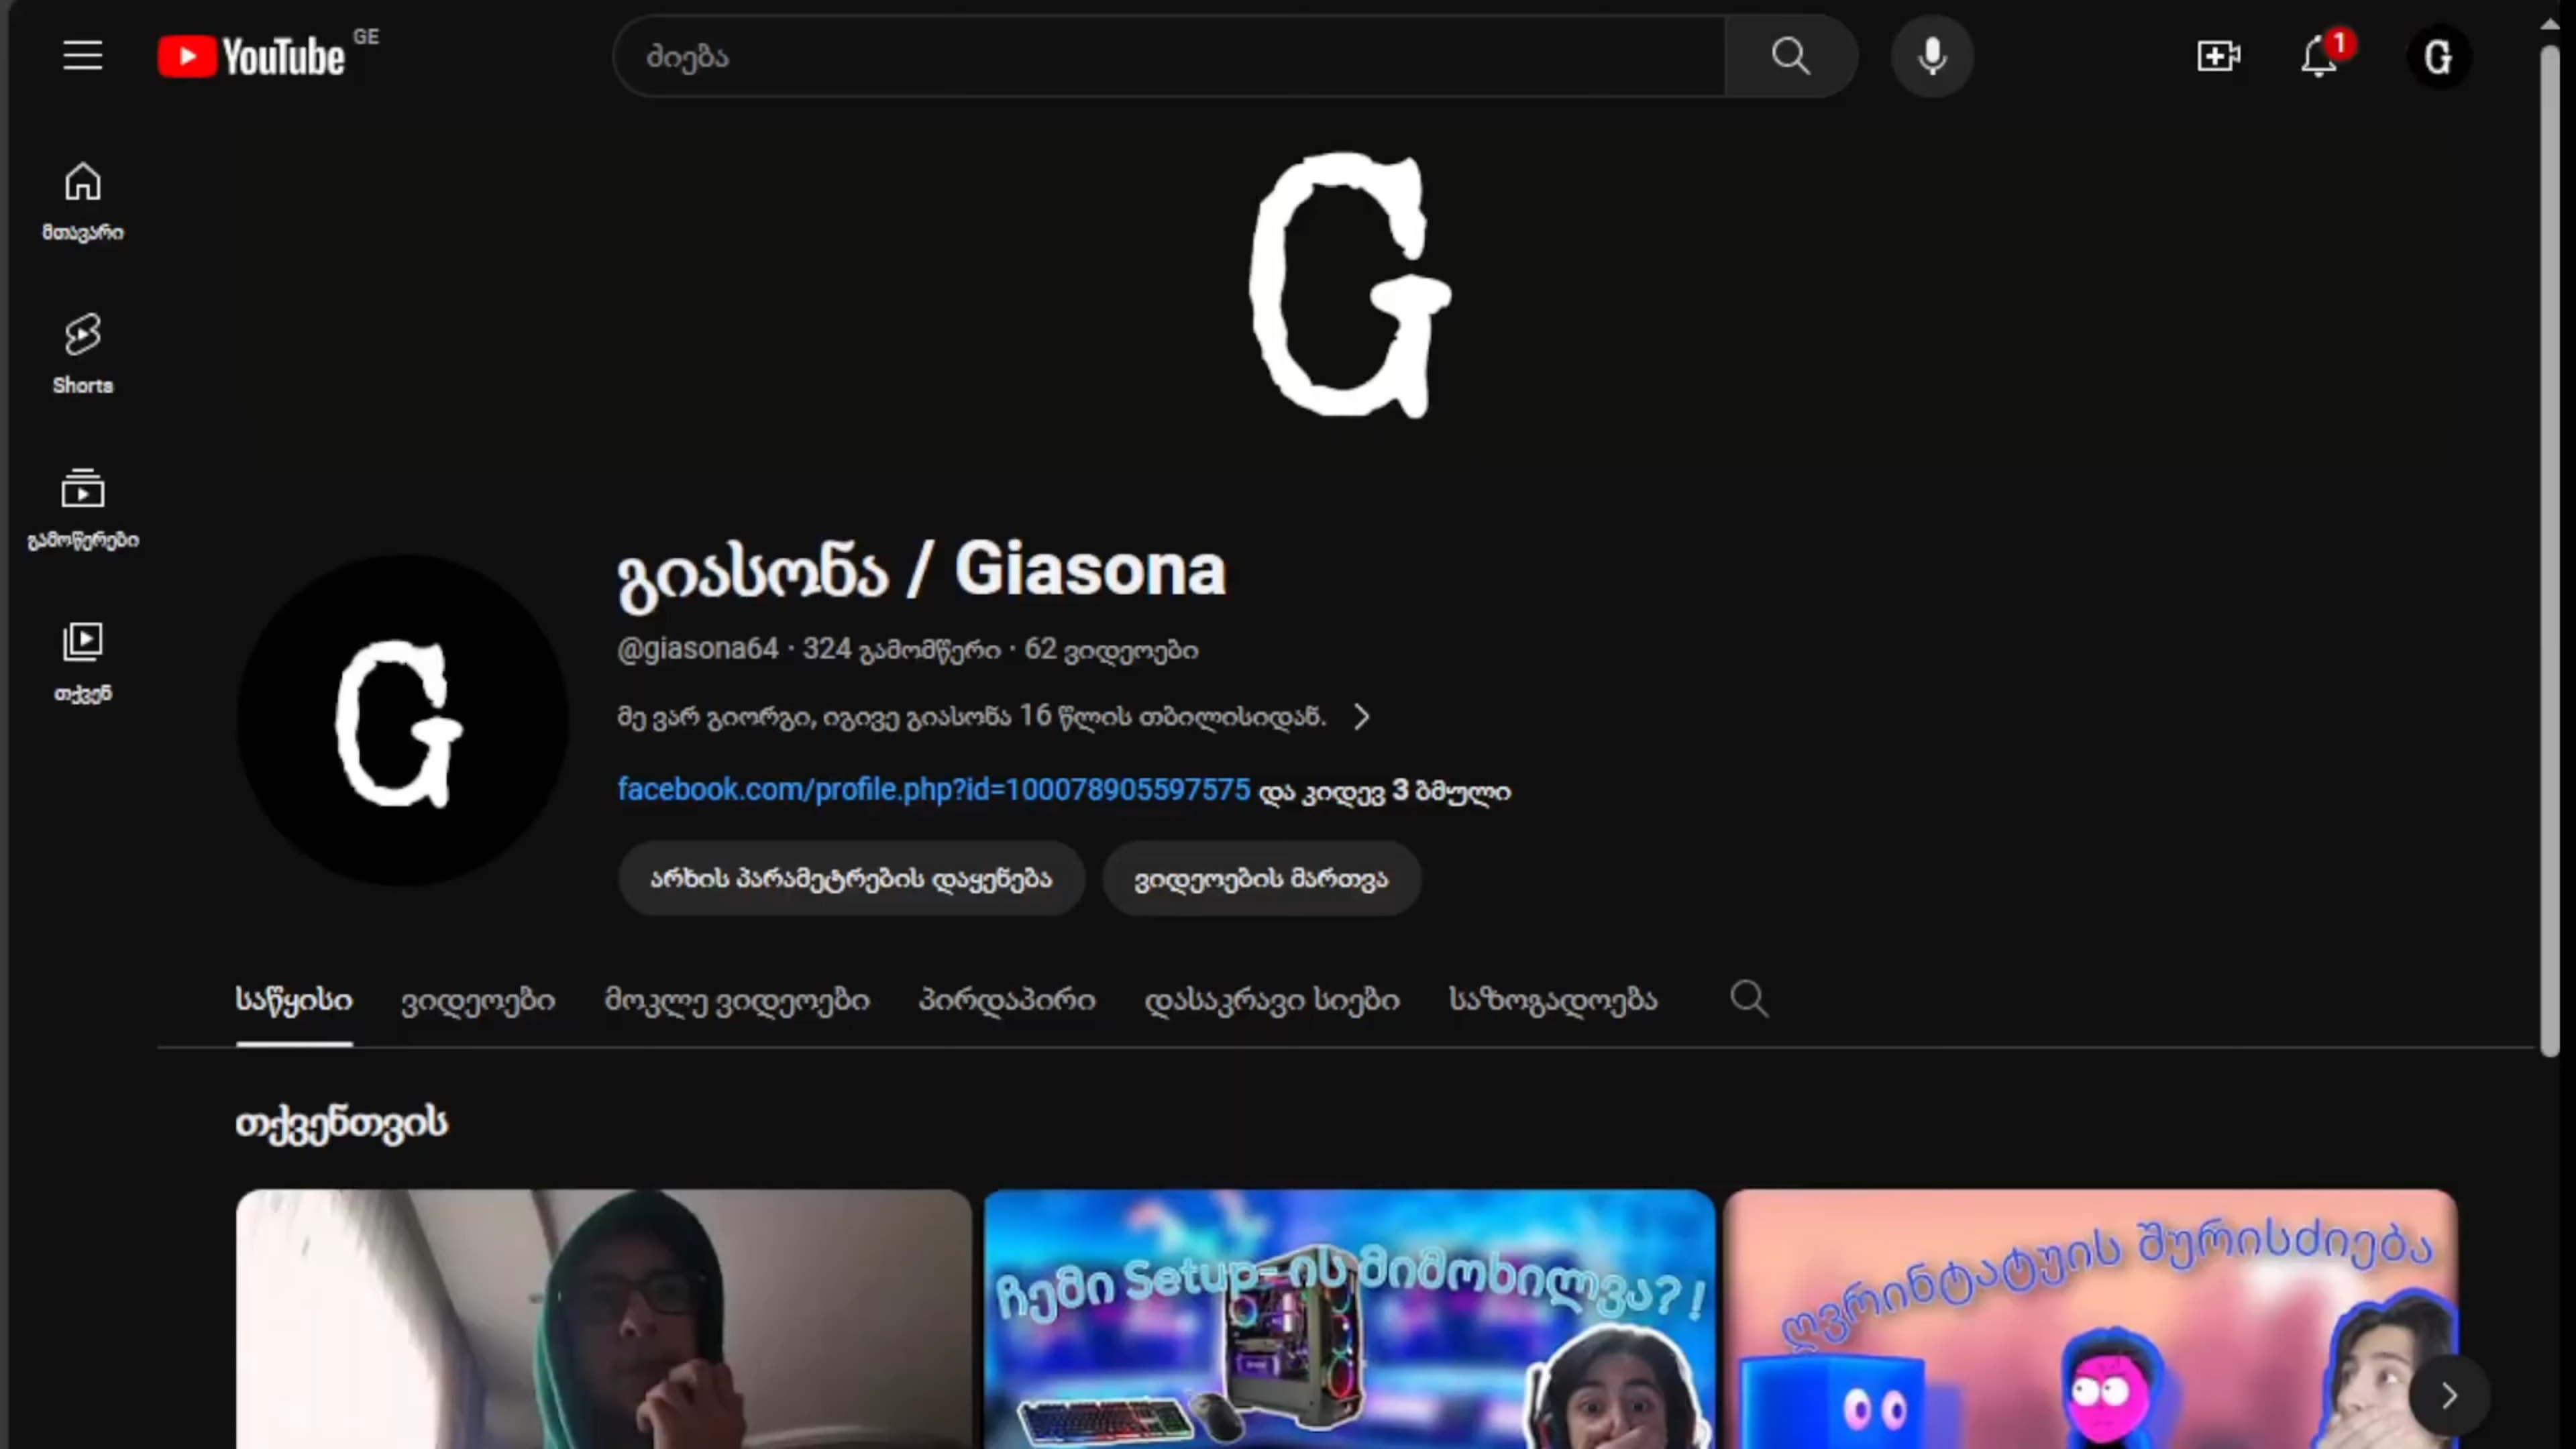 YouTube GE
ძიება
1
G
მთავარი
Shorts
გამოწერები
თქვენ
G
G
გიასონა / Giasona
@giasona64 · 324 გამომწერი · 62 ვიდეოები
მე ვარ გიორგი, იგივე გიასონა 16 წლის თბილისიდან.
facebook.com/profile.php?id=100078905597575 და კიდევ 3 ბმული
არხის პარამეტრების დაყენება
ვიდეოების მართვა
საწყისი ვიდეოები მოკლე ვიდეოები პირდაპირი დასაკრავი სიები საზოგადოება
თქვენთვის
ჩემი Setup-ის მიმოხილვა?!
ღვრინტატუის შურისძიება